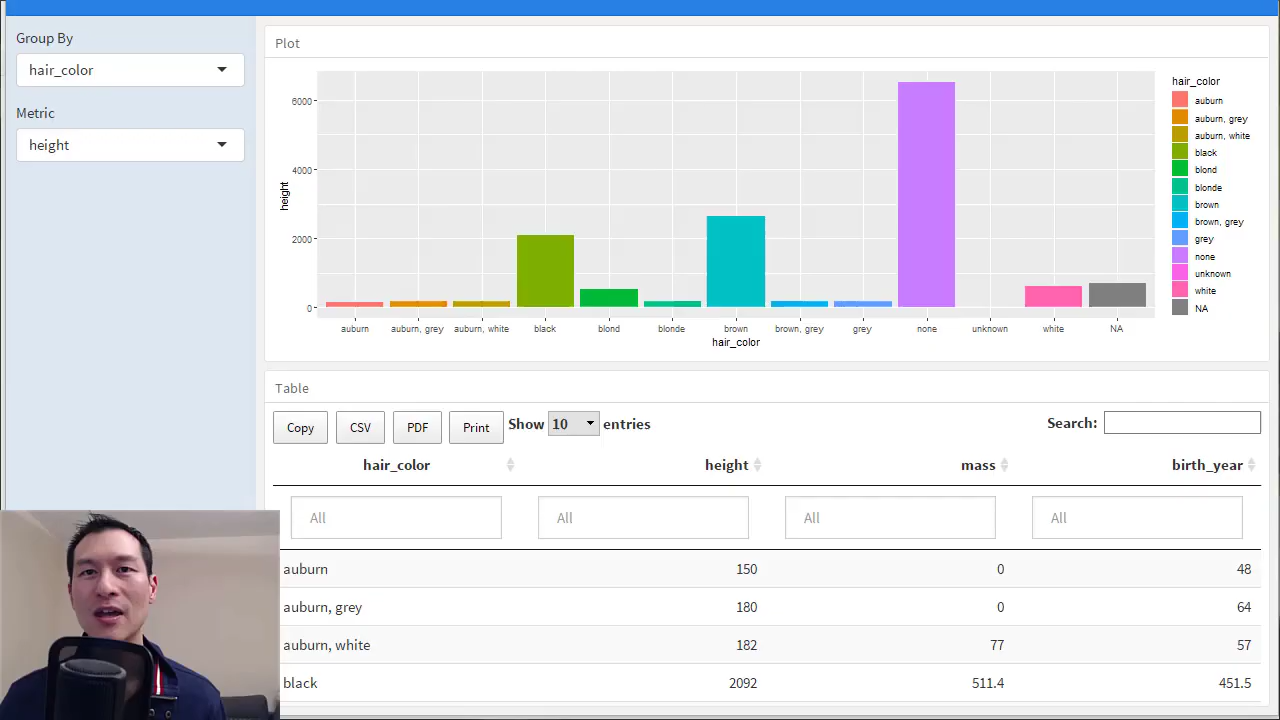 Group By
hair_color
Metric
height
Plot
height
6000
4000
2000
0
auburn auburn, grey auburn, white black blond blonde brown brown, grey grey none unknown white NA
hair_color
hair_color
auburn
auburn, grey
auburn, white
black
blond
blonde
brown
brown, grey
grey
none
unknown
white
NA
Table
Copy CSV PDF Print Show 10 entries Search:
hair_color height mass birth_year
All All All All
auburn 150 0 48
auburn, grey 180 0 64
auburn, white 182 77 57
black 2092 511.4 451.5